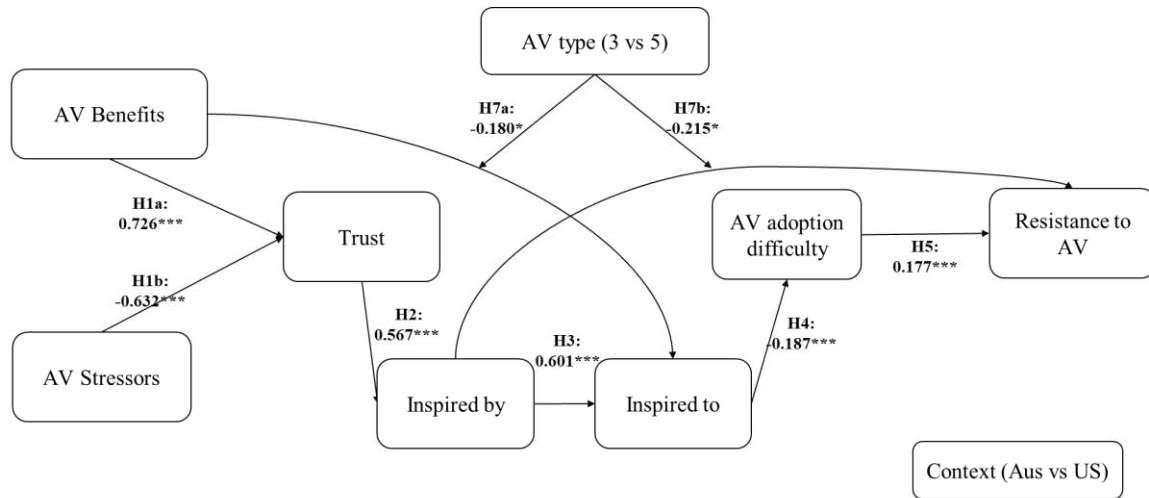 AV type (3 vs 5)
H7a:
-0.180*
H7b:
-0.215*
AV Benefits
H1a:
0.726***
Trust
AV adoption
difficulty
Resistance to
AV
H5:
0.177***
H1b:
-0.632***
H2:
0.567***
H3:
0.601***
H4:
-0.187***
AV Stressors
Inspired by
Inspired to
Context (Aus vs US)